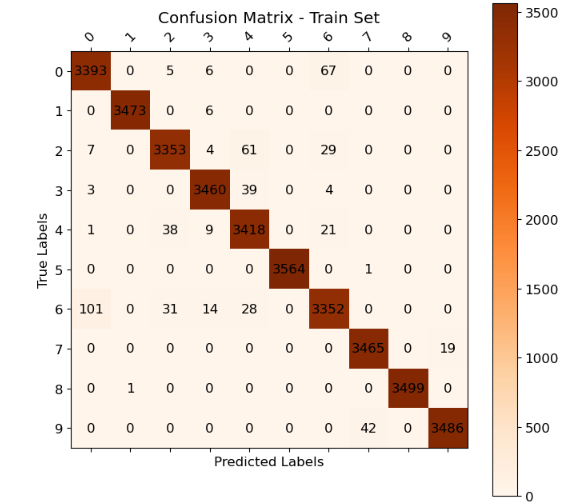 Confusion Matrix - Train Set
0 1 2 3 4 5 6 7 8 9
0 3393 0 5 6 0 0 67 0 0 0
1 0 3473 0 6 0 0 0 0 0 0
2 7 0 3353 4 61 0 29 0 0 0
3 3 0 0 3460 39 0 4 0 0 0
4 1 0 38 9 3418 0 21 0 0 0
5 0 0 0 0 0 3564 0 1 0 0
6 101 0 31 14 28 0 3352 0 0 0
7 0 0 0 0 0 0 0 3465 0 19
8 0 1 0 0 0 0 0 0 3499 0
9 0 0 0 0 0 0 0 42 0 3486
True Labels
Predicted Labels
3500
3000
2500
2000
1500
1000
500
0